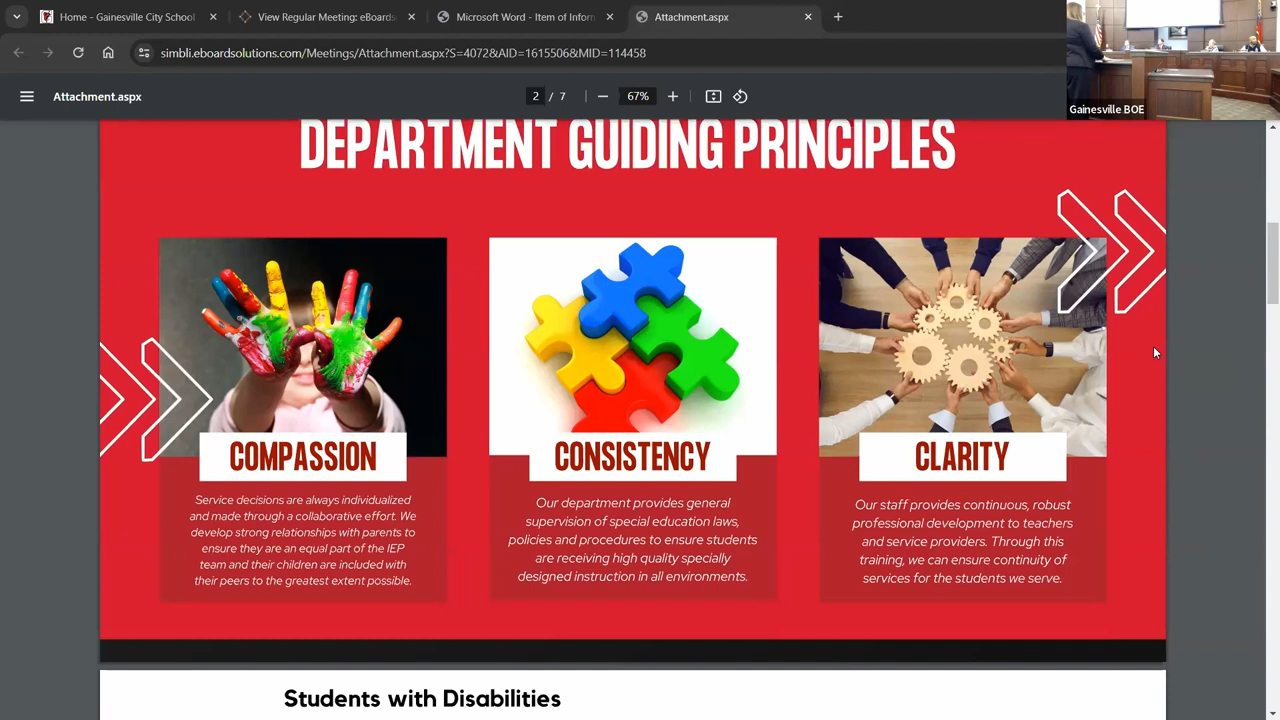 Home - Gainesville City School
View Regular Meeting: eBoards
Microsoft Word - Item of Inforn
Attachment.aspx
simbli.eboardsolutions.com/Meetings/Attachment.aspx?S=4072&AID=1615506&MID=114458
Attachment.aspx
2 / 7
67%
Gainesville BOE
DEPARTMENT GUIDING PRINCIPLES
COMPASSION
Service decisions are always individualized
and made through a collaborative effort. We
develop strong relationships with parents to
ensure they are an equal part of the IEP
team and their children are included with
their peers to the greatest extent possible.
CONSISTENCY
Our department provides general
supervision of special education laws,
policies and procedures to ensure students
are receiving high quality specially
designed instruction in all environments.
CLARITY
Our staff provides continuous, robust
professional development to teachers
and service providers. Through this
training, we can ensure continuity of
services for the students we serve.
Students with Disabilities